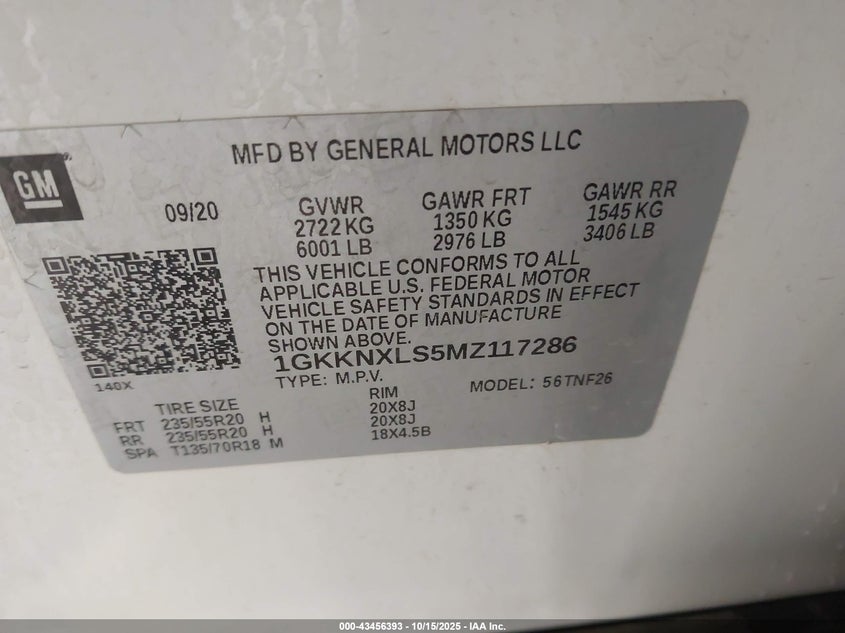 MFD BY GENERAL MOTORS LLC
GM
09/20
GVWR
2722 KG
6001 LB
GAWR FRT
1350 KG
2976 LB
GAWR RR
1545 KG
3406 LB
THIS VEHICLE CONFORMS TO ALL
APPLICABLE U.S. FEDERAL MOTOR
VEHICLE SAFETY STANDARDS IN EFFECT
ON THE DATE OF MANUFACTURE
SHOWN ABOVE.
1GKKNXLS5MZ117286
140X
TYPE: M.P.V.
MODEL: 56TNF26
TIRE SIZE RIM
FRT 235/55R20 H 20X8J
RR 235/55R20 H 20X8J
SPA T135/70R18 M 18X4.5B
000-43456393 - 10/15/2025 - IAA Inc.